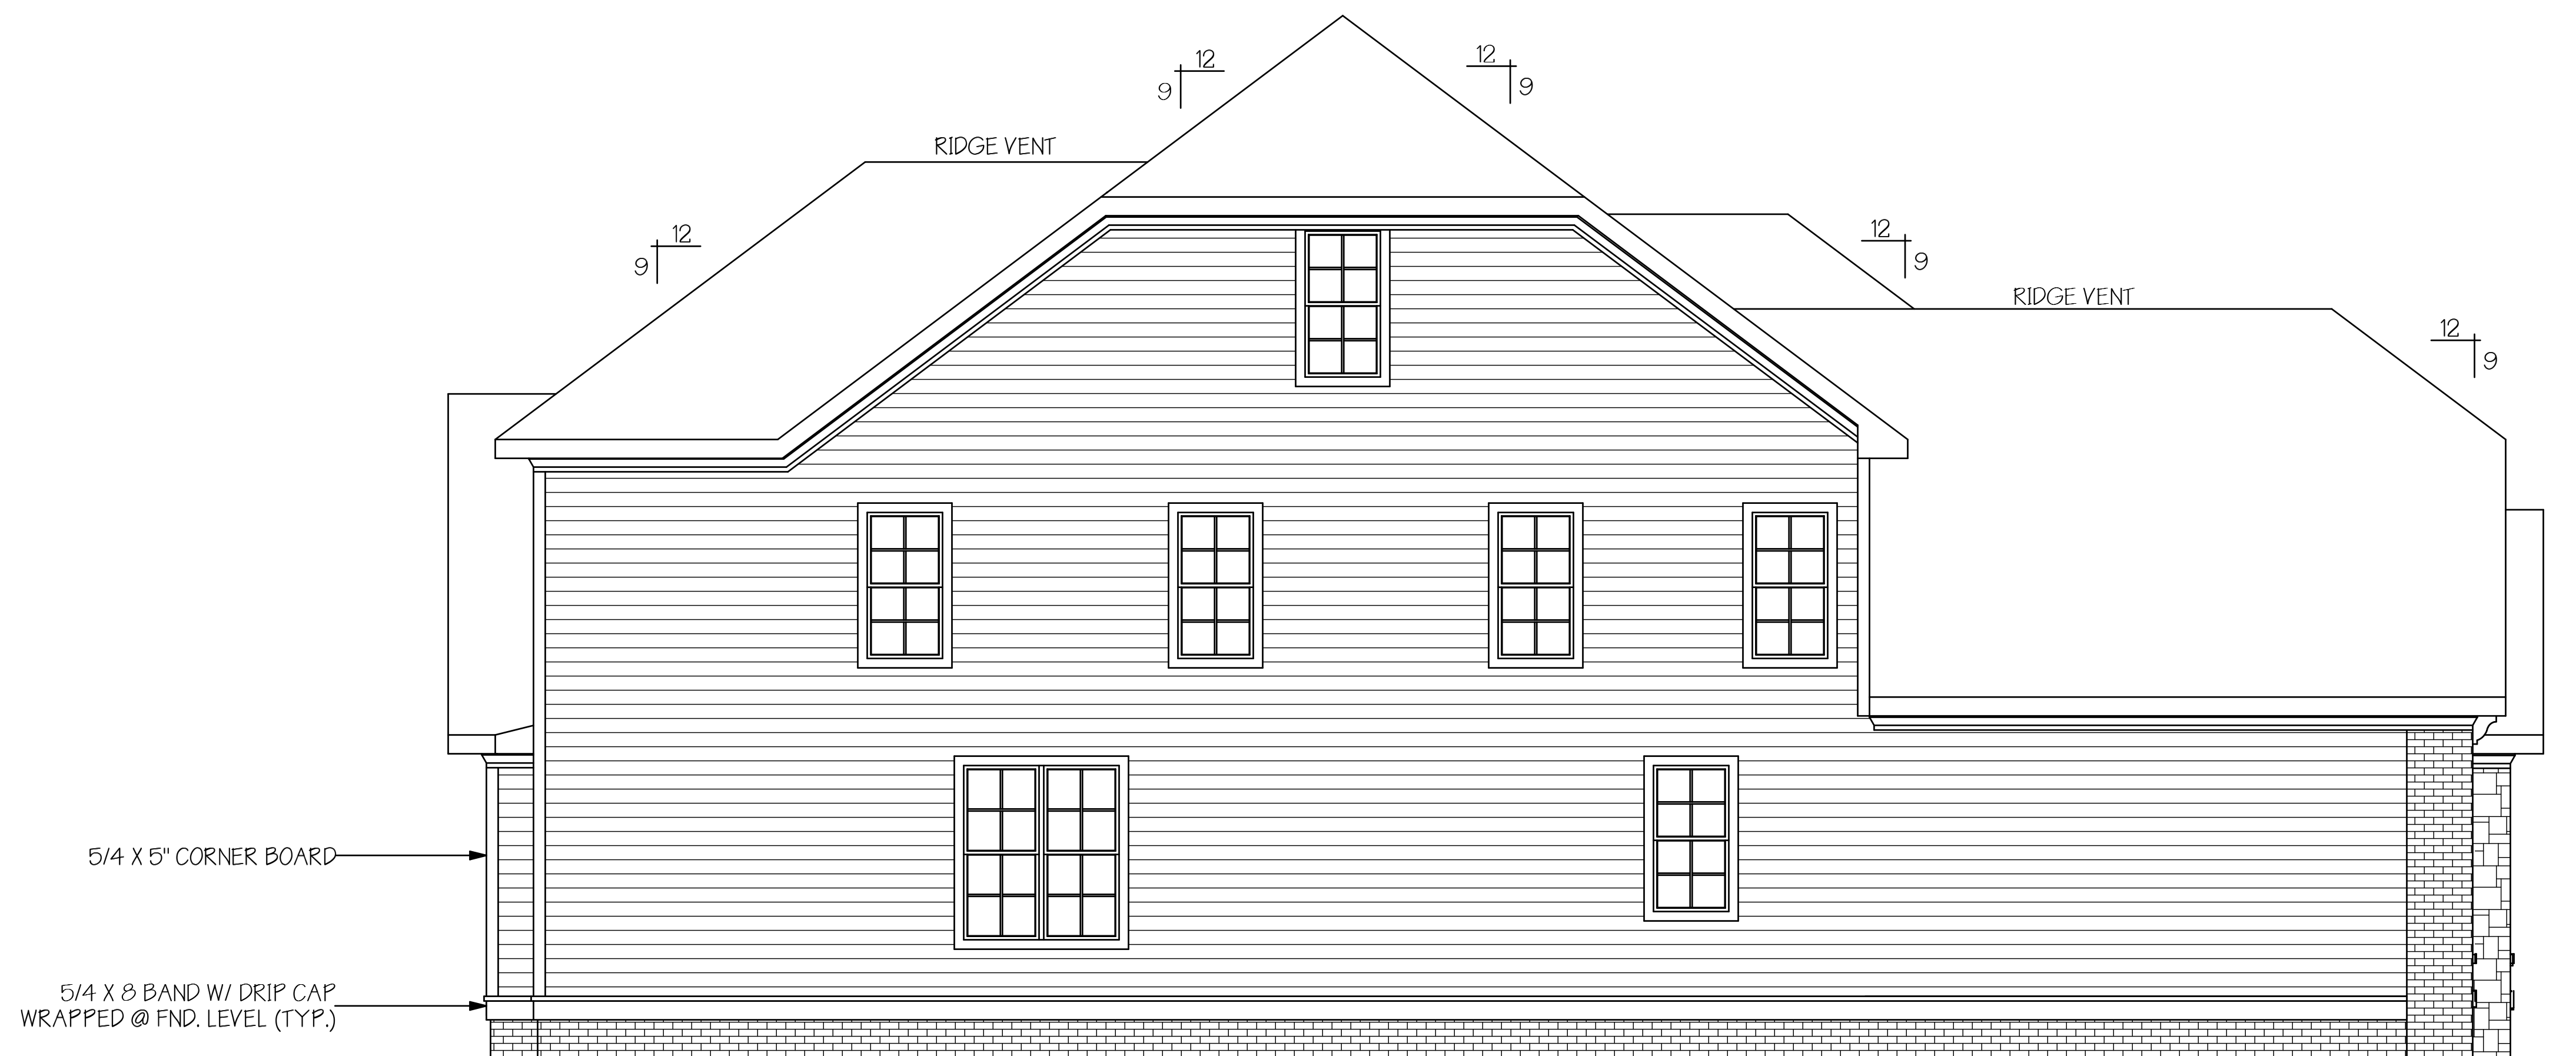 12
9
12
9
RIDGE VENT
12
9
12
9
RIDGE VENT
12
9
5/4 X 5" CORNER BOARD
5/4 X 8 BAND W/ DRIP CAP
WRAPPED @ FND. LEVEL (TYP.)